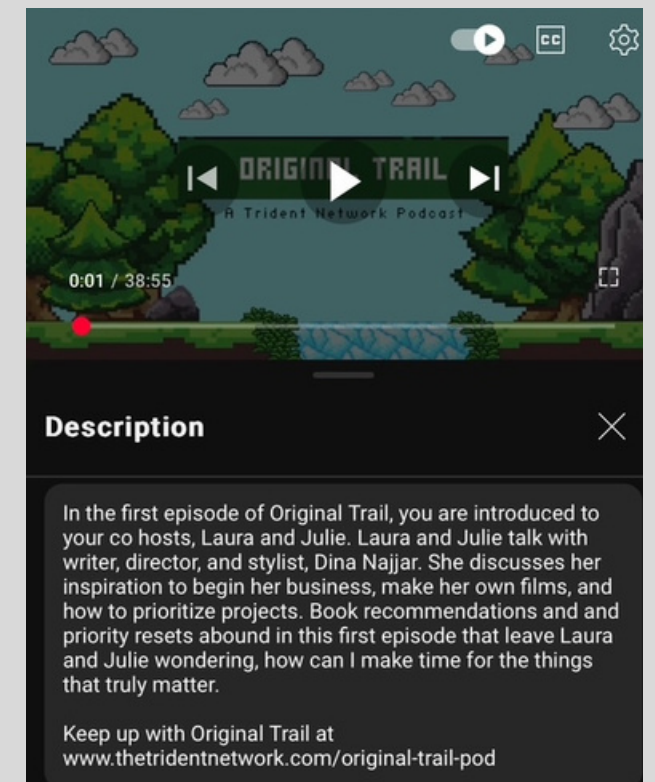 CC
ORIGINAL TRAIL
A Trident Network Podcast
0:01 / 38:55
Description
In the first episode of Original Trail, you are introduced to
your co hosts, Laura and Julie. Laura and Julie talk with
writer, director, and stylist, Dina Najjar. She discusses her
inspiration to begin her business, make her own films, and
how to prioritize projects. Book recommendations and and
priority resets abound in this first episode that leave Laura
and Julie wondering, how can I make time for the things
that truly matter.
Keep up with Original Trail at
www.thetridentnetwork.com/original-trail-pod